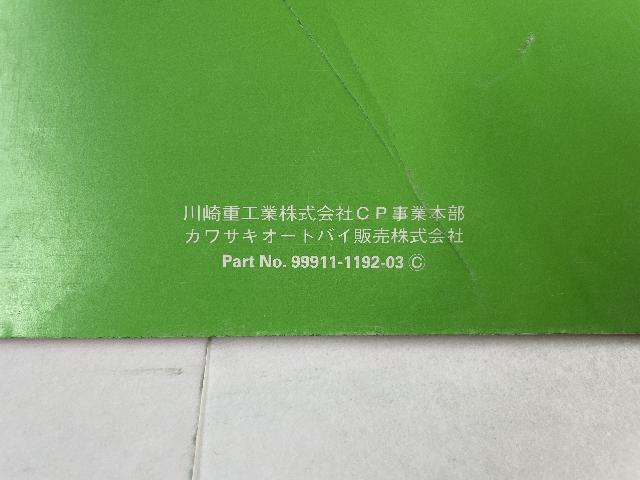 川崎重工業株式会社ＣＰ事業本部
カワサキオートバイ販売株式会社
Part No. 99911-1192-03 Ⓒ